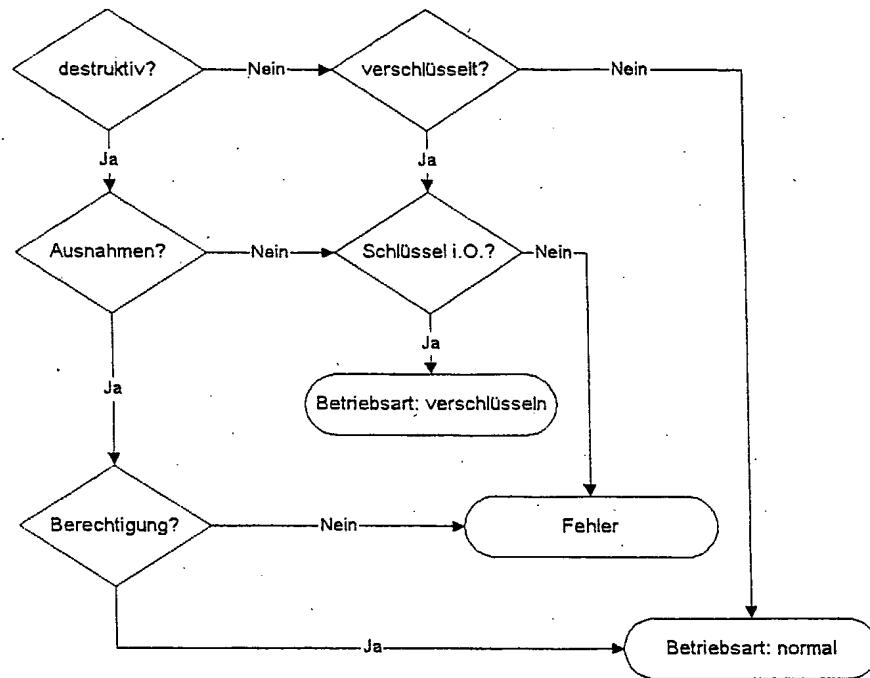 destruktiv?
Nein
verschlüsselt?
Nein
Ja
Ja
Ausnahmen?
Nein
Schlüssel i.O.?
Nein
Ja
Ja
Betriebsart: verschlüsseln
Berechtigung?
Nein
Fehler
Ja
Betriebsart: normal